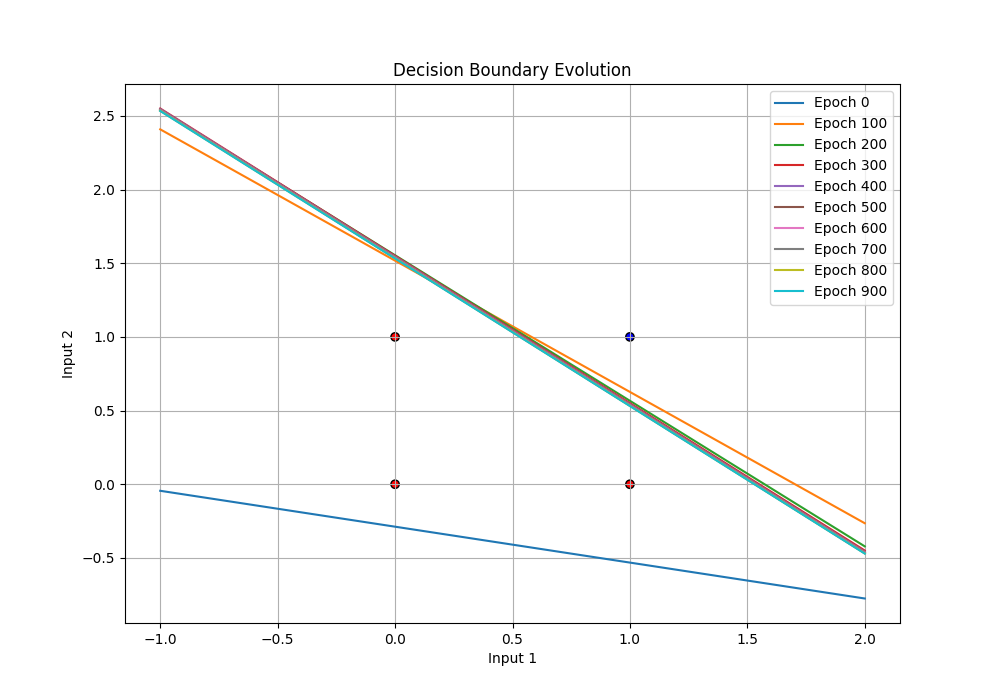 Decision Boundary Evolution
Epoch 0
Epoch 100
Epoch 200
Epoch 300
Epoch 400
Epoch 500
Epoch 600
Epoch 700
Epoch 800
Epoch 900
2.5
2.0
1.5
1.0
0.5
0.0
−0.5
Input 2
−1.0 −0.5 0.0 0.5 1.0 1.5 2.0
Input 1